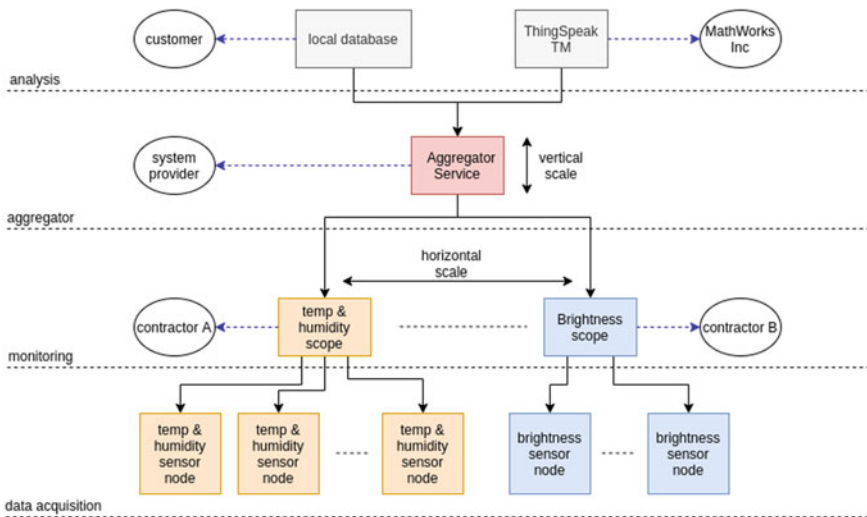 customer
local database
ThingSpeak
TM
MathWorks
Inc
analysis
system
provider
Aggregator
Service
vertical
scale
aggregator
horizontal
scale
contractor A
temp &
humidity
scope
Brightness
scope
contractor B
monitoring
temp &
humidity
sensor
node
temp &
humidity
sensor
node
temp &
humidity
sensor
node
brightness
sensor
node
brightness
sensor
node
data acquisition